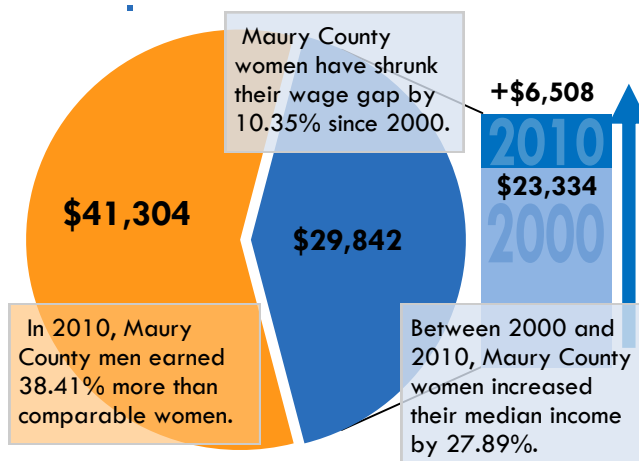 Maury County
women have shrunk
their wage gap by
10.35% since 2000.
+$6,508
2010
$23,334
2000
$41,304
$29,842
In 2010, Maury
County men earned
38.41% more than
comparable women.
Between 2000 and
2010, Maury County
women increased
their median income
by 27.89%.